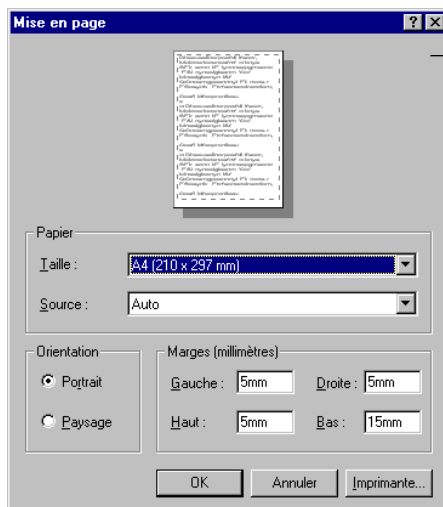 Mise en page
Papier
Taille :
A4 (210 x 297 mm)
Source :
Auto
Orientation
Portrait
Paysage
Marges (millimètres)
Gauche : 5mm Droite : 5mm
Haut : 5mm Bas : 15mm
OK Annuler Imprimante...